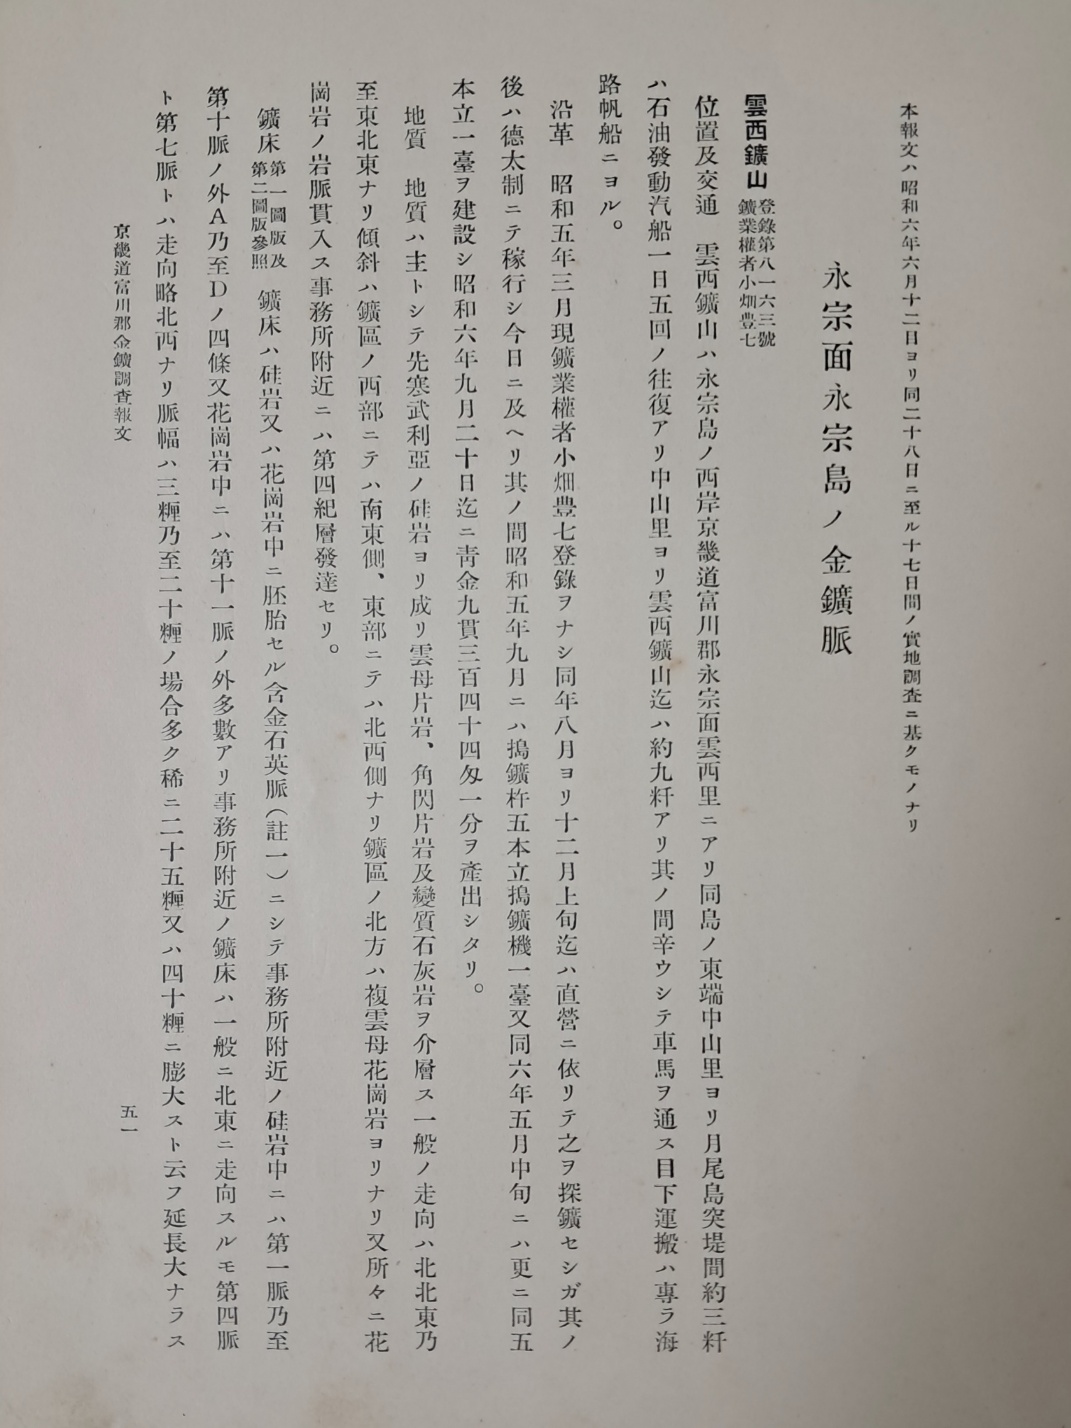 本報文ハ昭和六年六月十二日ヨリ同二十八日ニ至ル十七日間ノ實地調査ニ基クモノナリ
永宗面永宗島ノ金鑛脈
雲西鑛山
登錄第八一六三號
鑛業權者小畑豊七
位置及交通　雲西鑛山ハ永宗島ノ西岸京畿道富川郡永宗面雲西里ニアリ同島ノ東端中山里ヨリ月尾島突堤間約三粁
ハ石油發動汽船一日五回ノ往復アリ中山里ヨリ雲西鑛山迄ハ約九粁アリ其ノ間辛ウシテ車馬ヲ通ス目下運搬ハ專ラ海
路帆船ニヨル。
沿革　昭和五年三月現鑛業權者小畑豊七登錄ヲナシ同年八月ヨリ十二月上旬迄ハ直營ニ依リテ之ヲ探鑛セシガ其ノ
後ハ德太制ニテ稼行シ今日ニ及ヘリ其ノ間昭和五年九月ニハ搗鑛杵五本立搗鑛機一臺又同六年五月中旬ニハ更ニ同五
本立一臺ヲ建設シ昭和六年九月二十日迄ニ靑金九貫三百四十四匁一分ヲ產出シタリ。
地質　地質ハ主トシテ先寒武利亞ノ硅岩ヨリ成リ雲母片岩、角閃片岩及變質石灰岩ヲ介層ス一般ノ走向ハ北北東乃
至東北東ナリ傾斜ハ鑛區ノ西部ニテハ南東側、東部ニテハ北西側ナリ鑛區ノ北方ハ複雲母花崗岩ヨリナリ又所々ニ花
崗岩ノ岩脈貫入ス事務所附近ニハ第四紀層發達セリ。
鑛床
第一圖版及
第二圖版參照
鑛床ハ硅岩又ハ花崗岩中ニ胚胎セル含金石英脈（註一）ニシテ事務所附近ノ硅岩中ニハ第一脈乃至
第十脈ノ外A乃至Dノ四條又花崗岩中ニハ第十一脈ノ外多數アリ事務所附近ノ鑛床ハ一般ニ北東ニ走向スルモ第四脈
ト第七脈トハ走向略北西ナリ脈幅ハ三糎乃至二十糎ノ場合多ク稀ニ二十五糎又ハ四十糎ニ膨大スト云フ延長大ナラス
京畿道富川郡金鑛調査報文
五一